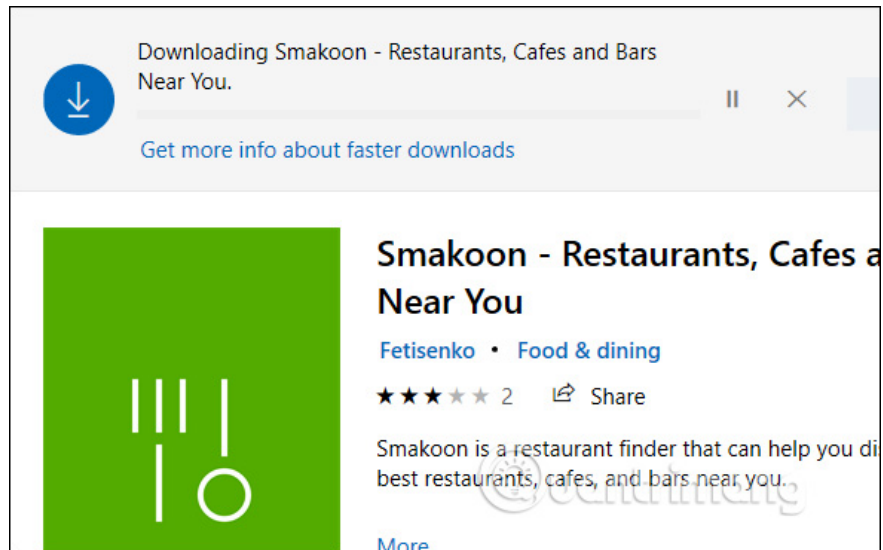 Downloading Smakoon - Restaurants, Cafes and Bars
Near You.
Get more info about faster downloads
Smakoon - Restaurants, Cafes a
Near You
Fetisenko • Food & dining
2 Share
Smakoon is a restaurant finder that can help you di
best restaurants, cafes, and bars near you.
uantrimang
More